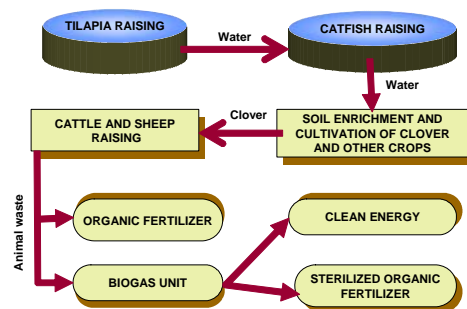 TILAPIA RAISING
Water
CATFISH RAISING
Water
Clover
CATTLE AND SHEEP
RAISING
SOIL ENRICHMENT AND
CULTIVATION OF CLOVER
AND OTHER CROPS
Animal waste
ORGANIC FERTILIZER
CLEAN ENERGY
BIOGAS UNIT
STERILIZED ORGANIC
FERTILIZER